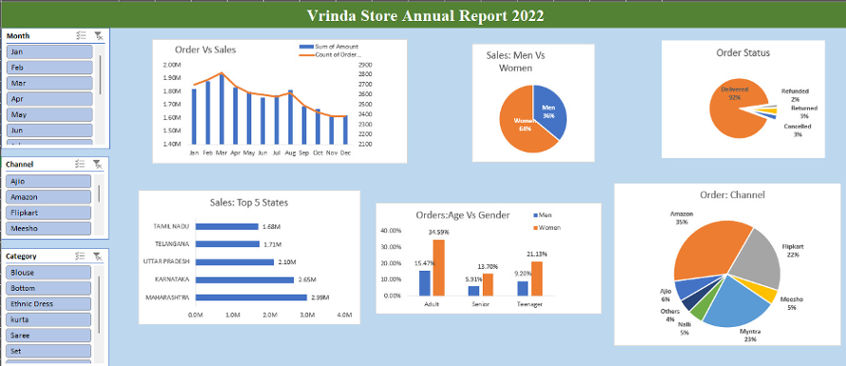 Vrinda Store Annual Report 2022
Month
Jan
Feb
Mar
Apr
May
Jun
Channel
Ajio
Amazon
Flipkart
Meesho
Category
Blouse
Bottom
Ethnic Dress
kurta
Saree
Set
Order Vs Sales
Sum of Amount
Count of Order...
2.00M
1.90M
1.80M
1.70M
1.60M
1.50M
1.40M
2900
2800
2700
2600
2500
2400
2300
2200
2100
Jan Feb Mar Apr May Jun Jul Aug Sep Oct Nov Dec
Sales: Men Vs
Women
Men
36%
Women
64%
Order Status
Delivered
92%
Refunded
2%
Returned
3%
Cancelled
3%
Sales: Top 5 States
TAMIL NADU 1.68M
TELANGANA 1.71M
UTTAR PRADESH 2.10M
KARNATAKA 2.65M
MAHARASHTRA 2.99M
0.0M 1.0M 2.0M 3.0M 4.0M
Orders:Age Vs Gender
Men
Women
40.00%
30.00%
20.00%
10.00%
0.00%
15.47% 34.59%
5.91% 13.70%
9.20% 21.13%
Adult Senior Teenager
Order: Channel
Amazon
35%
Flipkart
22%
Meesho
5%
Myntra
23%
Nalli
5%
Others
4%
Ajio
6%